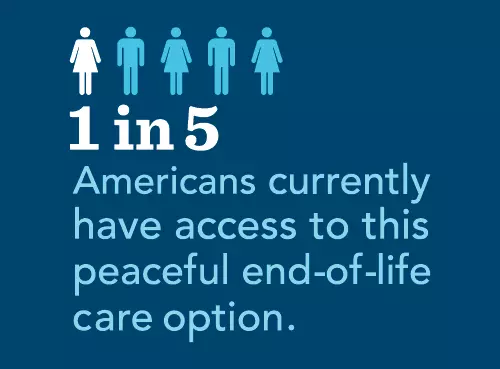 1 in 5
Americans currently
have access to this
peaceful end-of-life
care option.